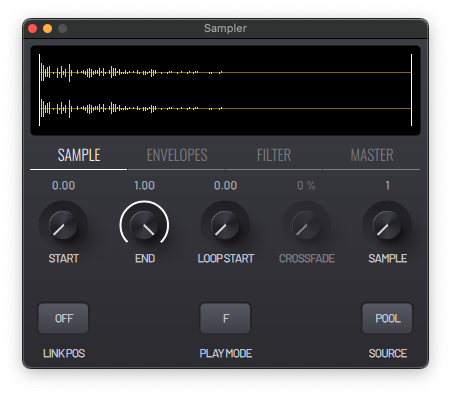 Sampler
SAMPLE ENVELOPES FILTER MASTER
0.00 1.00 0.00 0 % 1
START END LOOP START CROSSFADE SAMPLE
OFF F POOL
LINK POS PLAY MODE SOURCE